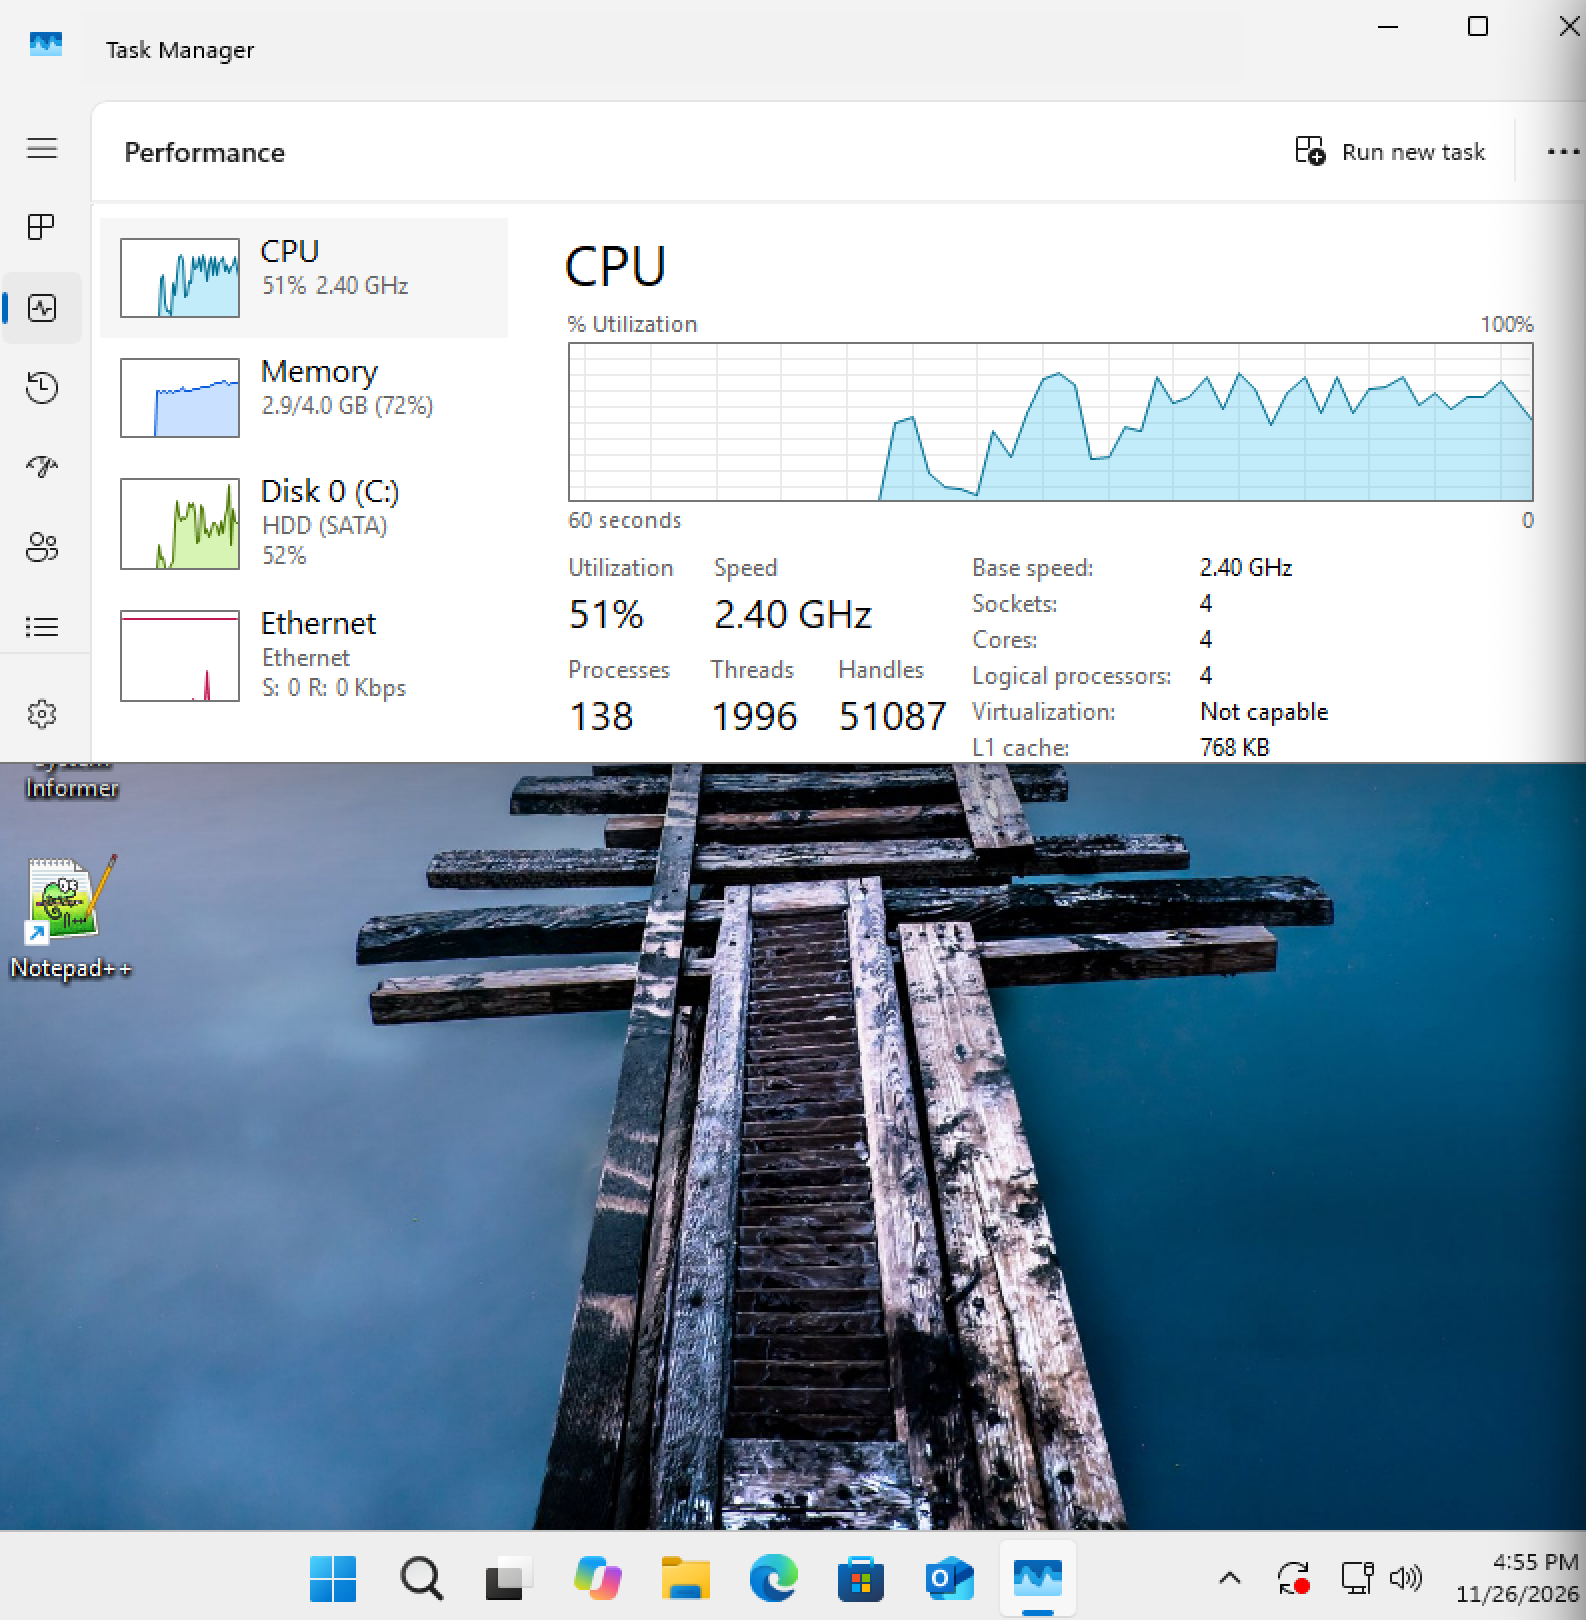 Task Manager
Performance
Run new task
CPU
51% 2.40 GHz
Memory
2.9/4.0 GB (72%)
Disk 0 (C:)
HDD (SATA)
52%
Ethernet
Ethernet
S: 0 R: 0 Kbps
CPU
% Utilization 100%
60 seconds 0
Utilization Speed
51% 2.40 GHz
Processes Threads Handles
138 1996 51087
Base speed: 2.40 GHz
Sockets: 4
Cores: 4
Logical processors: 4
Virtualization: Not capable
L1 cache: 768 KB
System
Informer
Notepad++
4:55 PM
11/26/2026